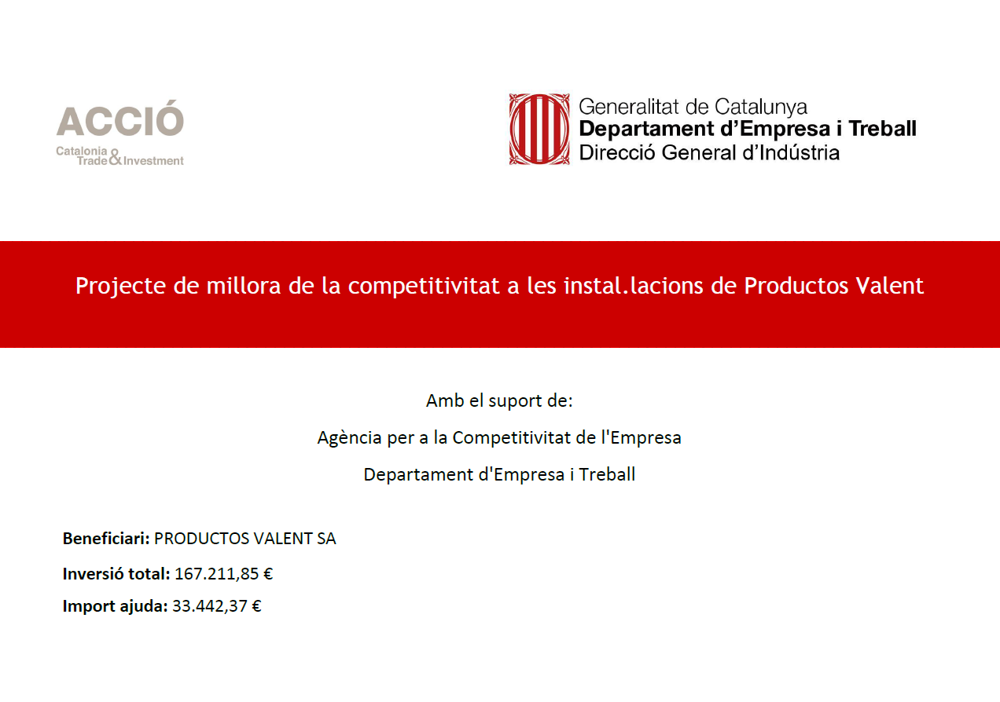 ACCIÓ
Catalonia
Trade & Investment
Generalitat de Catalunya
Departament d’Empresa i Treball
Direcció General d’Indústria
Projecte de millora de la competitivitat a les instal.lacions de Productos Valent
Amb el suport de:
Agència per a la Competitivitat de l'Empresa
Departament d'Empresa i Treball
Beneficiari: PRODUCTOS VALENT SA
Inversió total: 167.211,85 €
Import ajuda: 33.442,37 €